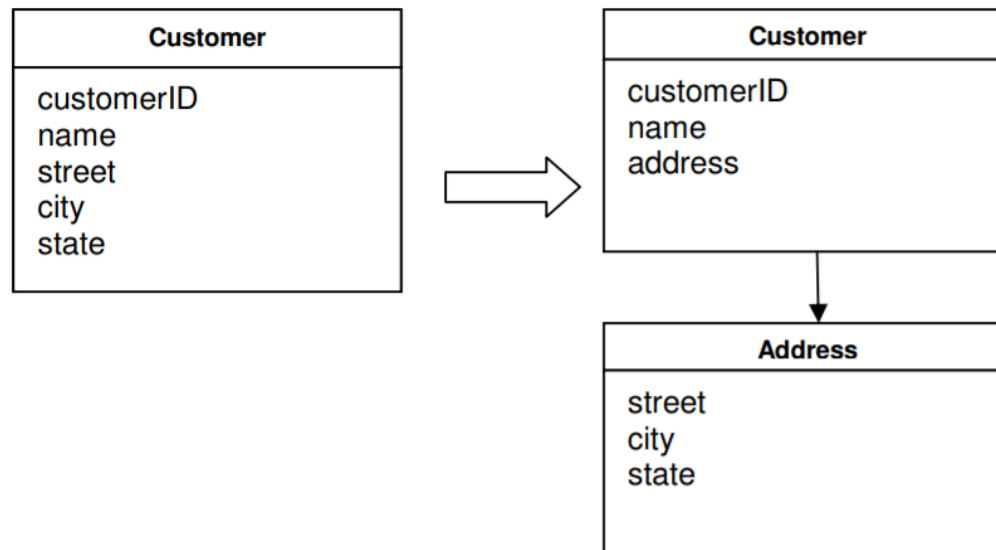 Customer
customerID
name
street
city
state
Customer
customerID
name
address
Address
street
city
state